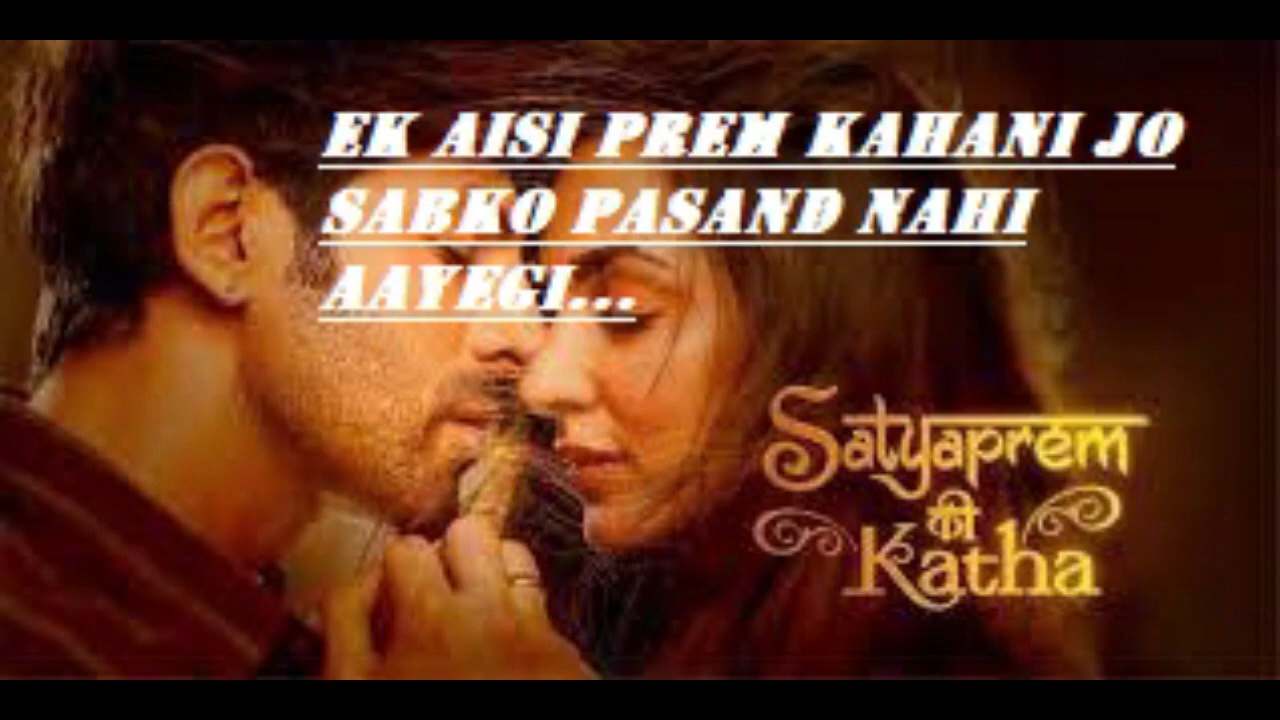 EK AISI PREM KAHANI JO
SABKO PASAND NAHI
AAYEGI...
Satyaprem
की
Katha